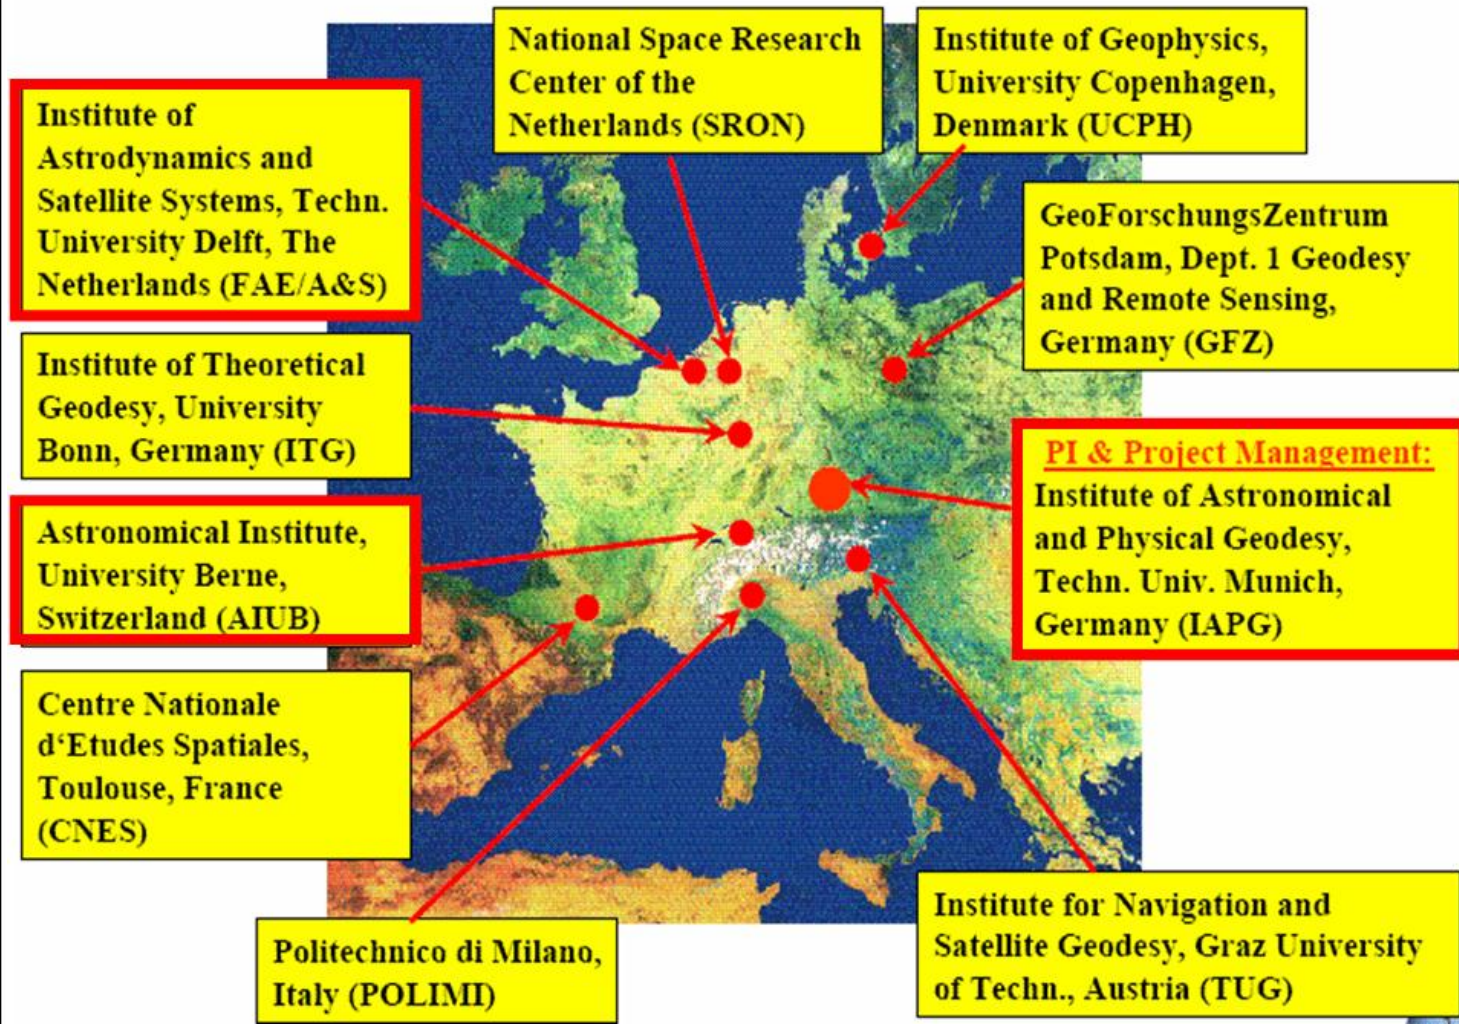 National Space Research
Center of the
Netherlands (SRON)
Institute of Geophysics,
University Copenhagen,
Denmark (UCPH)
Institute of
Astrodynamics and
Satellite Systems, Techn.
University Delft, The
Netherlands (FAE/A&S)
GeoForschungsZentrum
Potsdam, Dept. 1 Geodesy
and Remote Sensing,
Germany (GFZ)
Institute of Theoretical
Geodesy, University
Bonn, Germany (ITG)
PI & Project Management:
Institute of Astronomical
and Physical Geodesy,
Techn. Univ. Munich,
Germany (IAPG)
Astronomical Institute,
University Berne,
Switzerland (AIUB)
Centre Nationale
d‘Etudes Spatiales,
Toulouse, France
(CNES)
Institute for Navigation and
Satellite Geodesy, Graz University
of Techn., Austria (TUG)
Politechnico di Milano,
Italy (POLIMI)